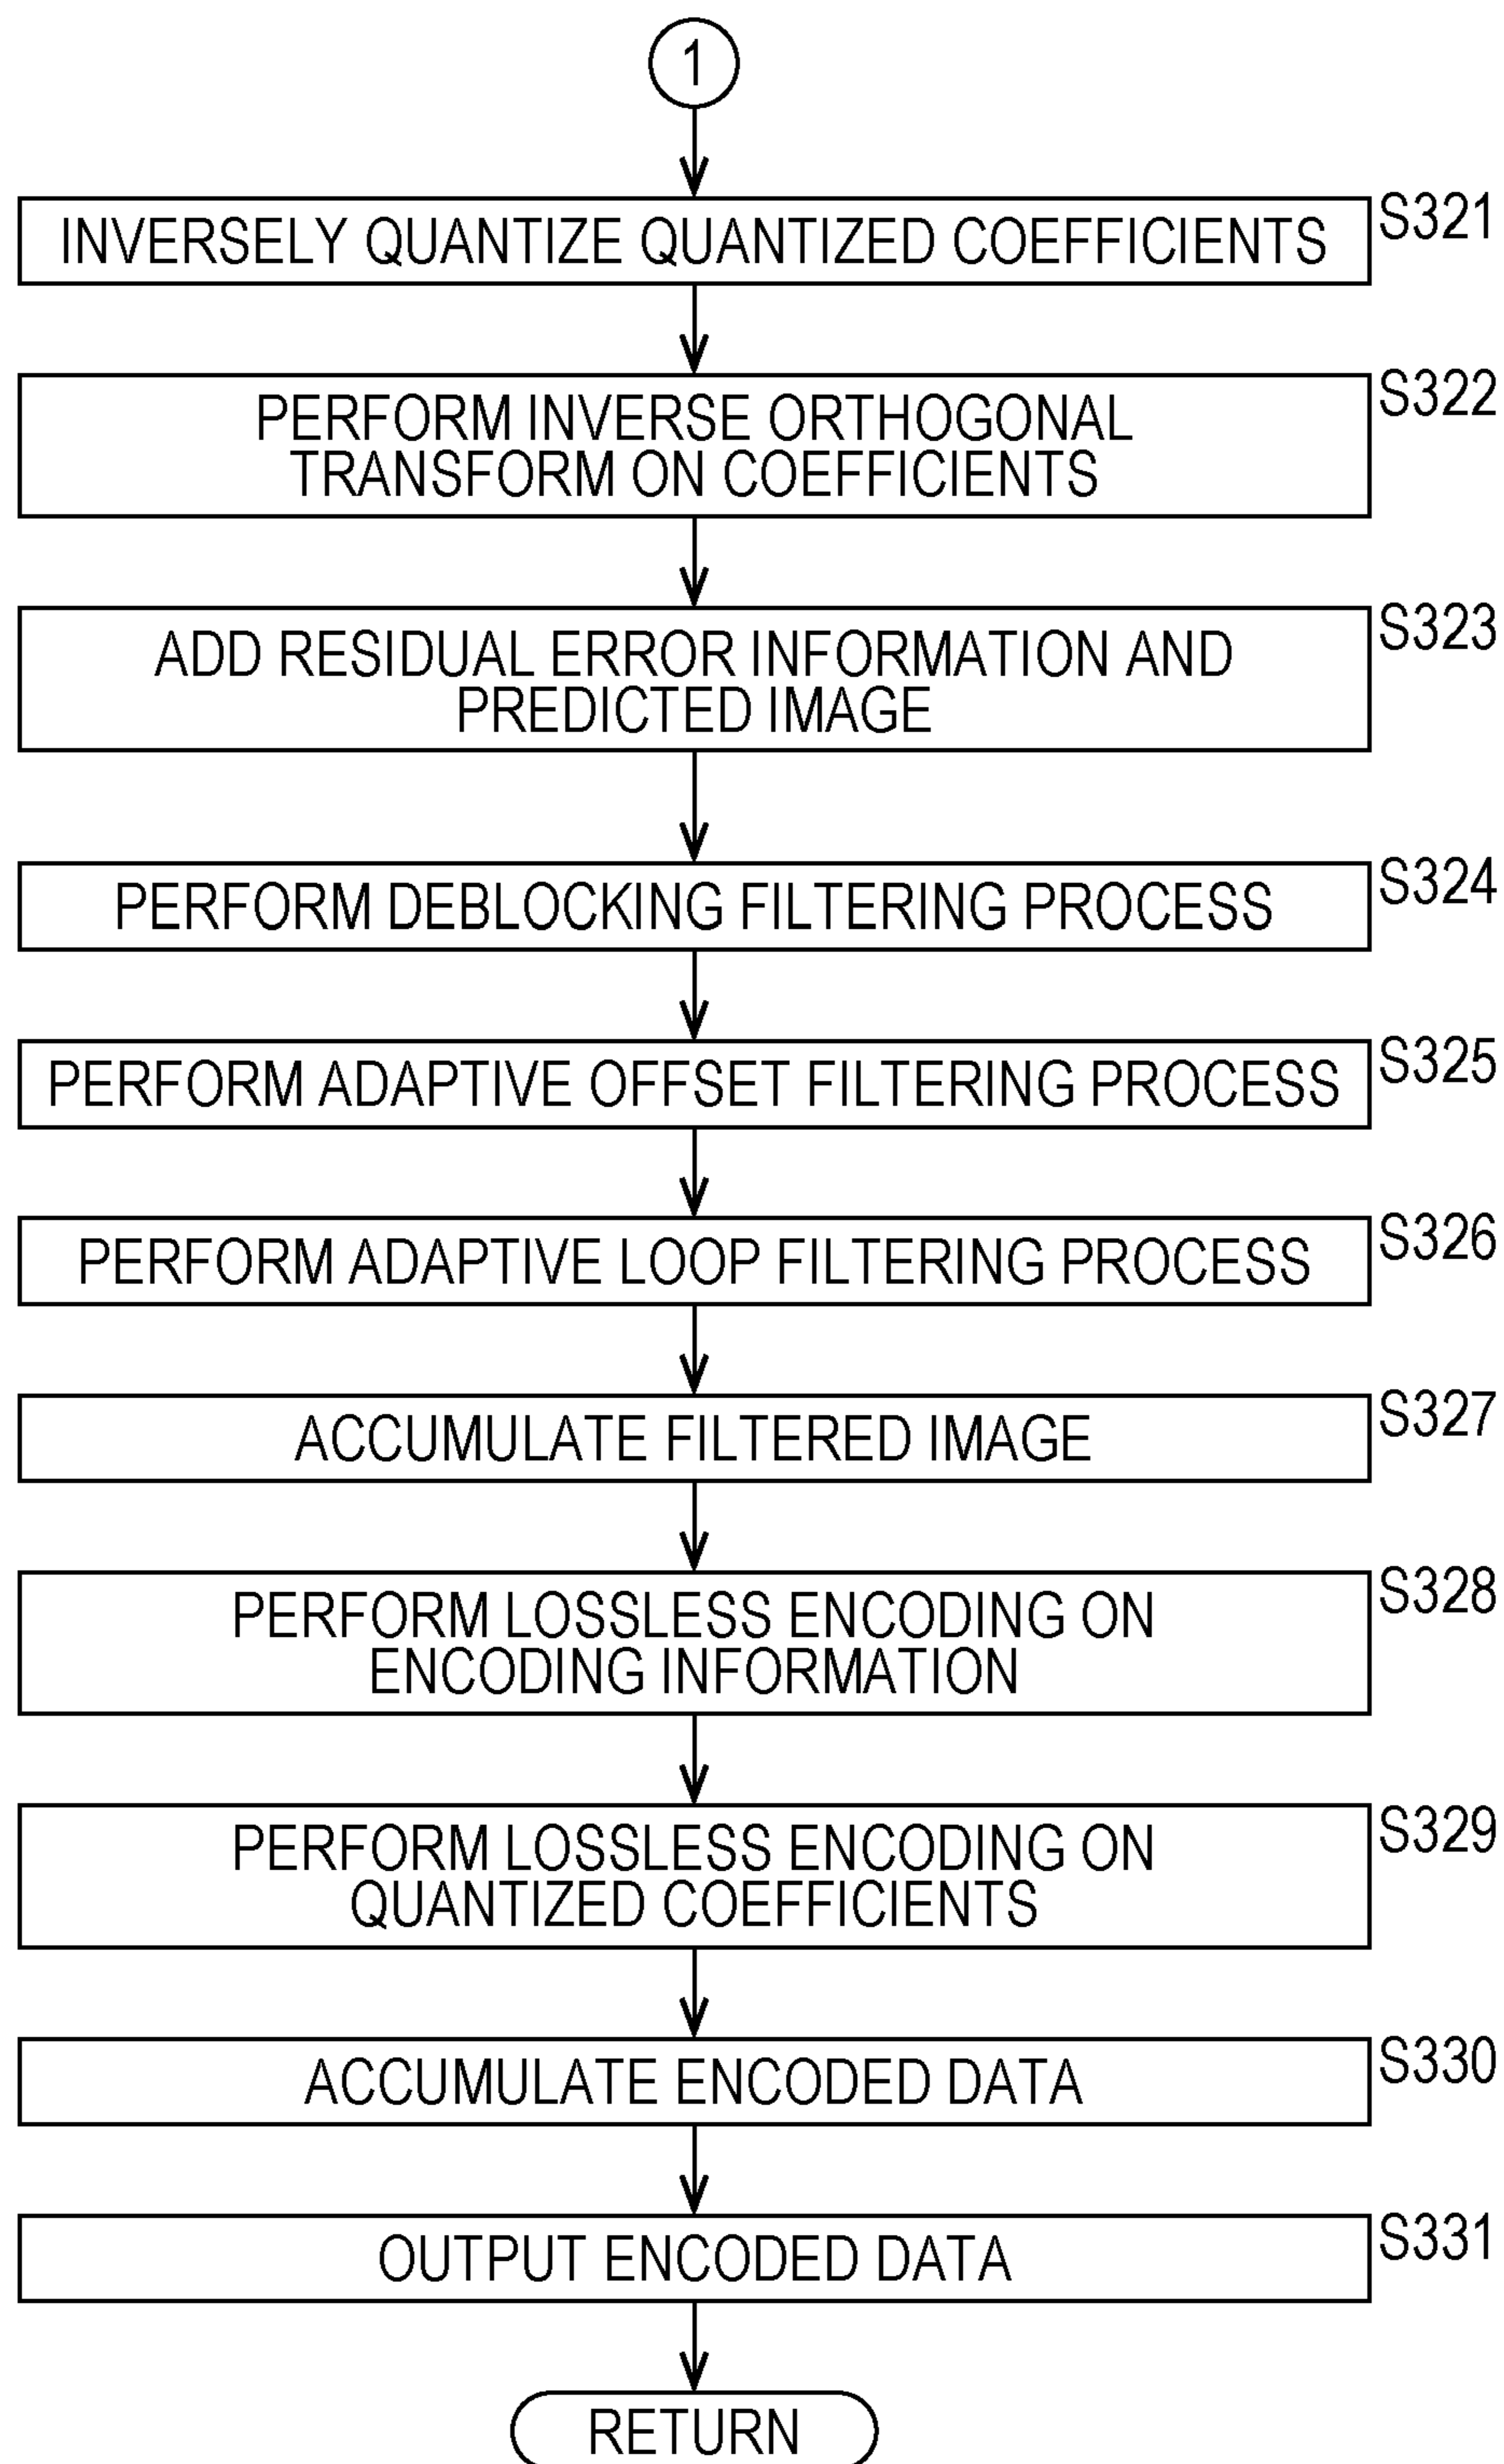 1
INVERSELY QUANTIZE QUANTIZED COEFFICIENTS
S321
PERFORM INVERSE ORTHOGONAL
TRANSFORM ON COEFFICIENTS
S322
ADD RESIDUAL ERROR INFORMATION AND
PREDICTED IMAGE
S323
PERFORM DEBLOCKING FILTERING PROCESS
S324
PERFORM ADAPTIVE OFFSET FILTERING PROCESS
S325
PERFORM ADAPTIVE LOOP FILTERING PROCESS
S326
ACCUMULATE FILTERED IMAGE
S327
PERFORM LOSSLESS ENCODING ON
ENCODING INFORMATION
S328
PERFORM LOSSLESS ENCODING ON
QUANTIZED COEFFICIENTS
S329
ACCUMULATE ENCODED DATA
S330
OUTPUT ENCODED DATA
S331
RETURN